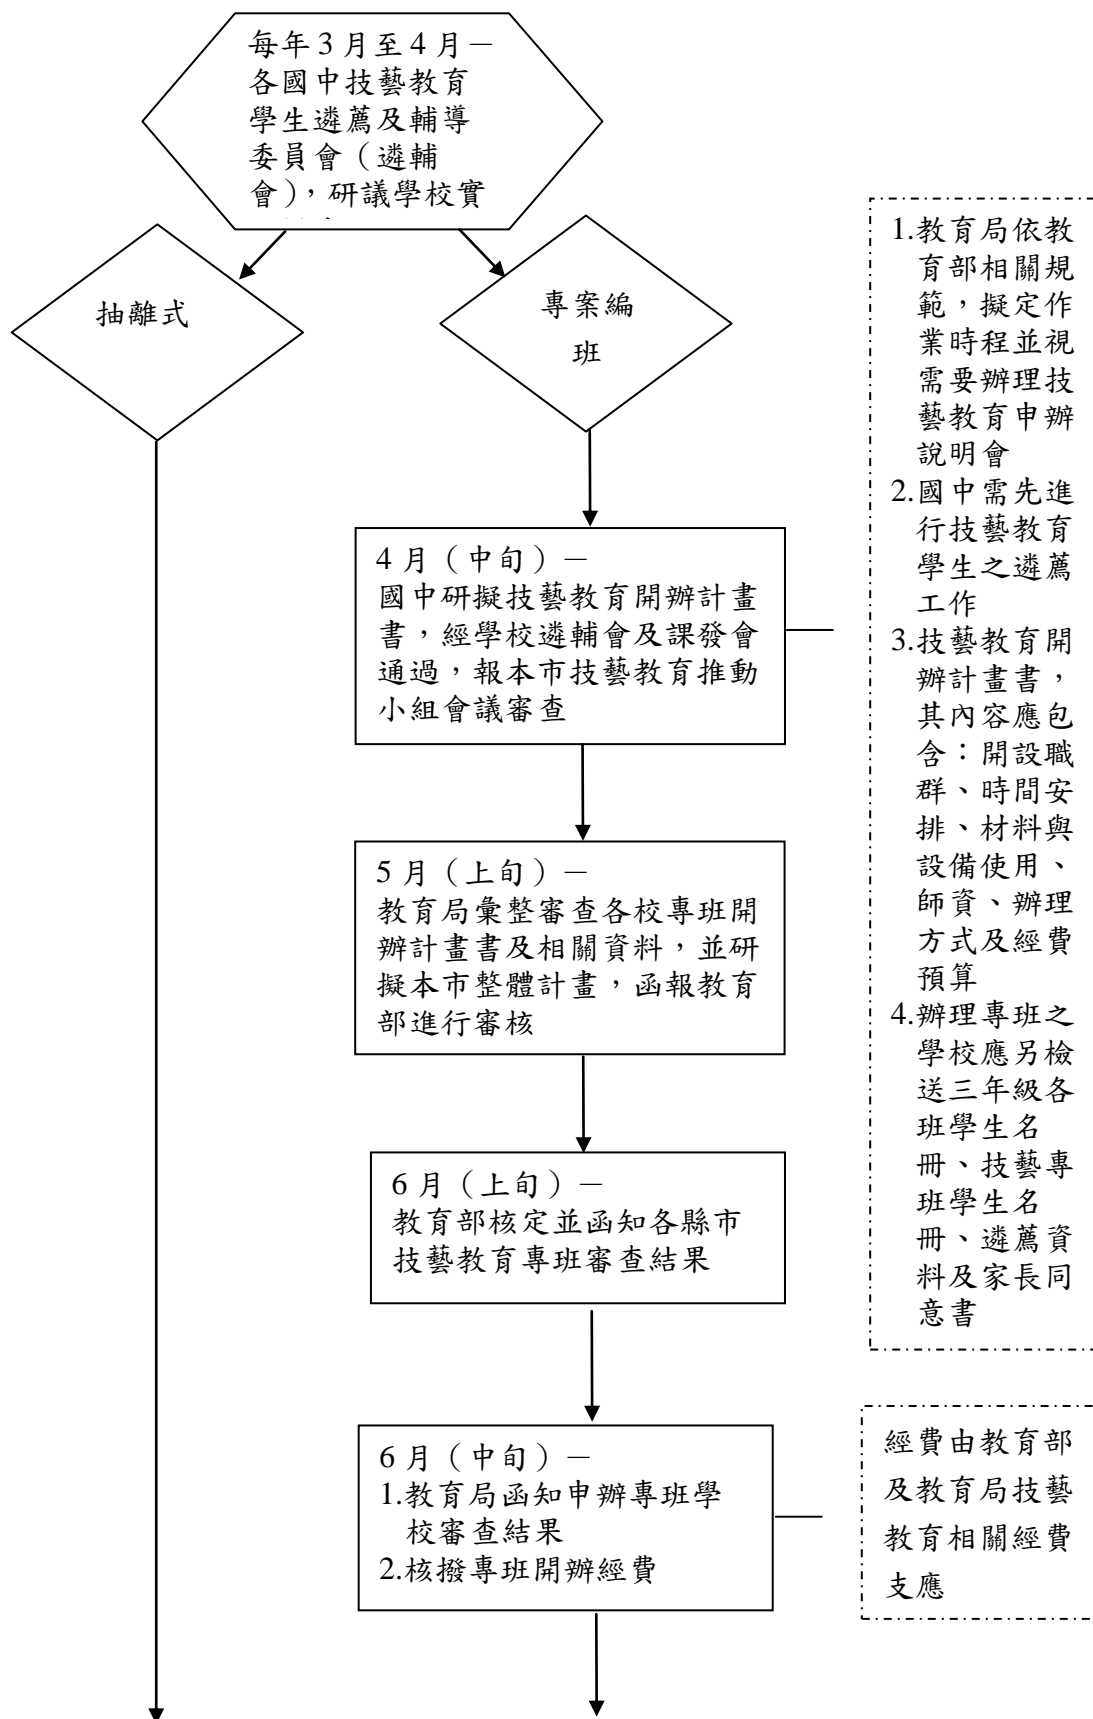 每年3月至4月－
各國中技藝教育
學生遴薦及輔導
委員會（遴輔
會），研議學校實
抽離式
專案編
班
4月（中旬）－
國中研擬技藝教育開辦計畫
書，經學校遴輔會及課發會
通過，報本市技藝教育推動
小組會議審查
5月（上旬）－
教育局彙整審查各校專班開
辦計畫書及相關資料，並研
擬本市整體計畫，函報教育
部進行審核
6月（上旬）－
教育部核定並函知各縣市
技藝教育專班審查結果
6月（中旬）－
1.教育局函知申辦專班學
校審查結果
2.核撥專班開辦經費
1.教育局依教
育部相關規
範，擬定作
業時程並視
需要辦理技
藝教育申辦
說明會
2.國中需先進
行技藝教育
學生之遴薦
工作
3.技藝教育開
辦計畫書，
其內容應包
含：開設職
群、時間安
排、材料與
設備使用、
師資、辦理
方式及經費
預算
4.辦理專班之
學校應另檢
送三年級各
班學生名
冊、技藝專
班學生名
冊、遴薦資
料及家長同
意書
經費由教育部
及教育局技藝
教育相關經費
支應